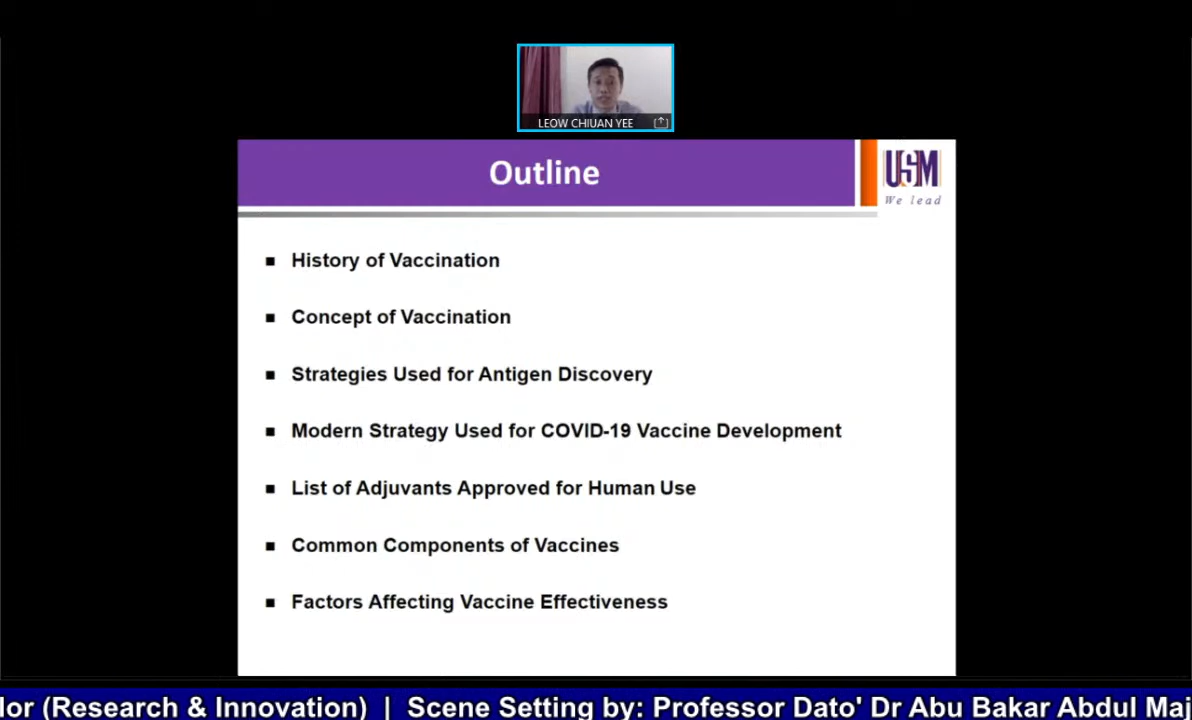 LEOW CHIUAN YEE
Outline
USM
We lead
History of Vaccination
Concept of Vaccination
Strategies Used for Antigen Discovery
Modern Strategy Used for COVID-19 Vaccine Development
List of Adjuvants Approved for Human Use
Common Components of Vaccines
Factors Affecting Vaccine Effectiveness
lor (Research & Innovation) | Scene Setting by: Professor Dato' Dr Abu Bakar Abdul Maj